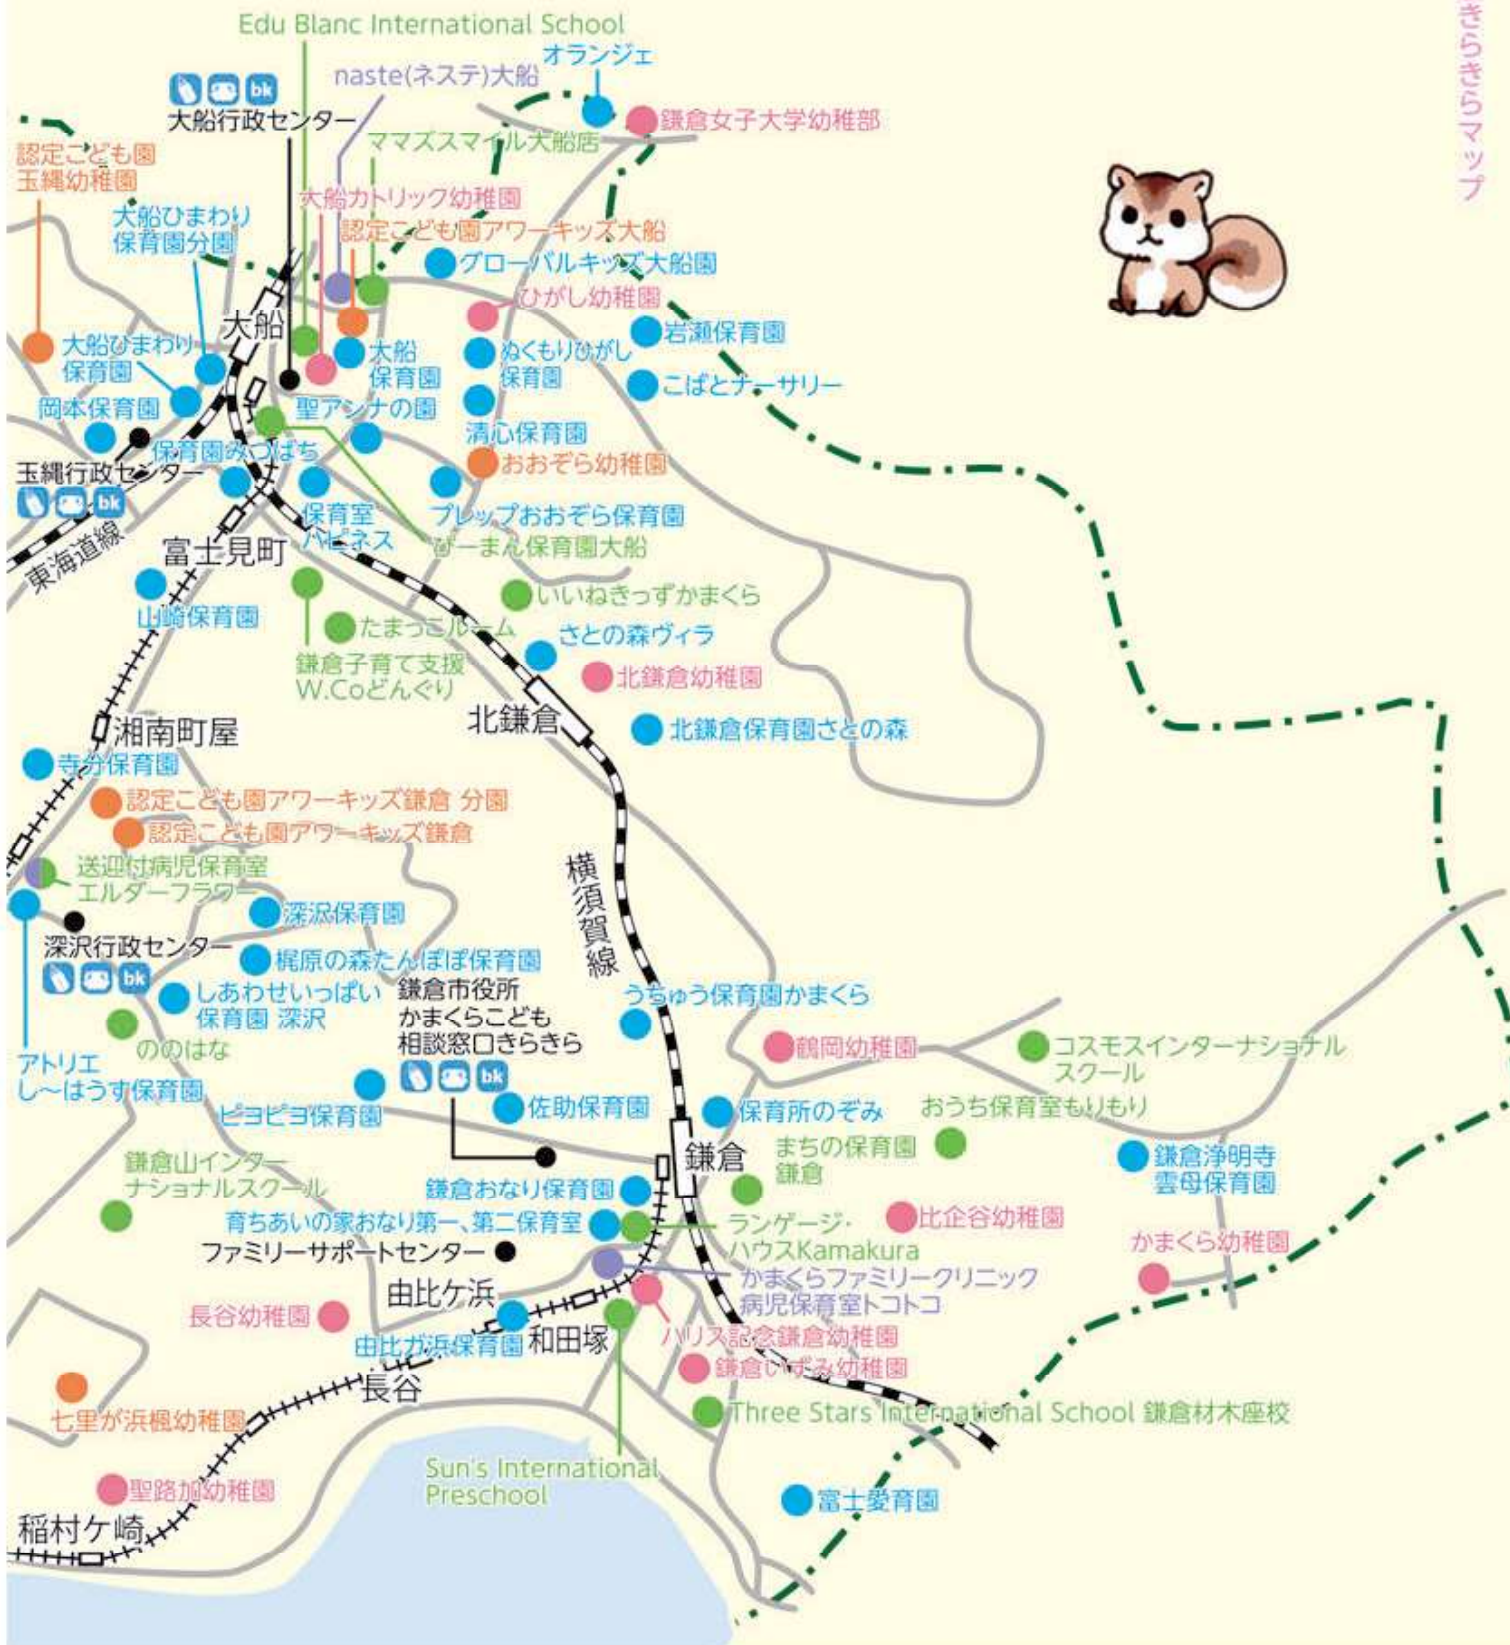 きらきらマップ
Edu Blanc International School
オランジェ
naste(ネステ)大船
bk
大船行政センター
鎌倉女子大学幼稚部
ママズスマイル大船店
認定こども園
玉縄幼稚園
大船カトリック幼稚園
大船ひまわり
保育園分園
認定こども園アワーキッズ大船
グローバルキッズ大船園
ひがし幼稚園
大船
岩瀬保育園
大船ひまわり
保育園
大船
保育園
ぬくもりひがし
保育園
こばとナーサリー
岡本保育園
聖アンナの園
清心保育園
保育園みつばち
おおぞら幼稚園
玉縄行政センター
bk
保育室
ハピネス
プレップおおぞら保育園
東海道線
富士見町
ぴーまん保育園大船
山崎保育園
いいねきっずかまくら
たまっこルーム
さとの森ヴィラ
鎌倉子育て支援
W.Coどんぐり
北鎌倉幼稚園
北鎌倉
湘南町屋
北鎌倉保育園さとの森
寺分保育園
認定こども園アワーキッズ鎌倉 分園
認定こども園アワーキッズ鎌倉
送迎付病児保育室
エルダーフラワー
横須賀線
深沢保育園
深沢行政センター
bk
梶原の森たんぽぽ保育園
しあわせいっぱい
保育園 深沢
鎌倉市役所
かまくらこども
相談窓口きらきら
bk
うちゅう保育園かまくら
ののはな
鶴岡幼稚園
コスモスインターナショナル
スクール
アトリエ
し～はうす保育園
ピヨピヨ保育園
佐助保育園
保育所のぞみ
おうち保育室もりもり
鎌倉
まちの保育園
鎌倉
鎌倉浄明寺
雲母保育園
鎌倉山インター
ナショナルスクール
鎌倉おなり保育園
育ちあいの家おなり第一、第二保育室
ランゲージ・
ハウスKamakura
比企谷幼稚園
かまくら幼稚園
ファミリーサポートセンター
かまくらファミリークリニック
病児保育室トコトコ
由比ケ浜
長谷幼稚園
由比ガ浜保育園
和田塚
ハリス記念鎌倉幼稚園
鎌倉いずみ幼稚園
長谷
七里が浜楓幼稚園
Three Stars International School 鎌倉材木座校
Sun's International
Preschool
聖路加幼稚園
富士愛育園
稲村ケ崎